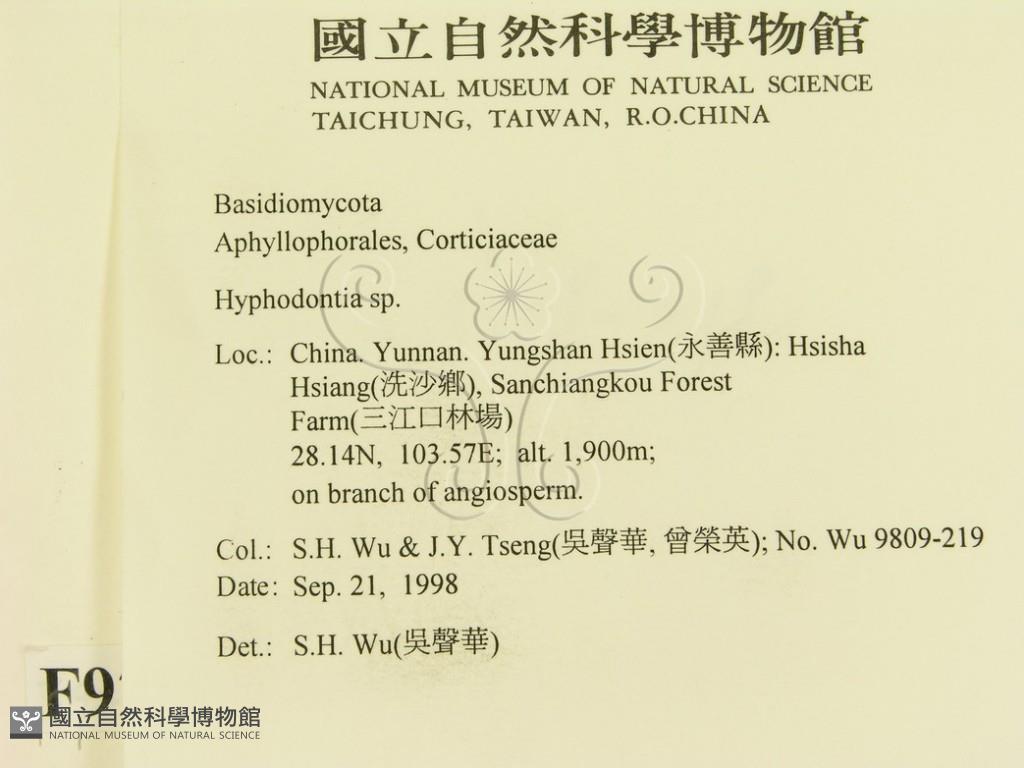 國立自然科學博物館
NATIONAL MUSEUM OF NATURAL SCIENCE
TAICHUNG, TAIWAN, R.O.CHINA
Basidiomycota
Aphyllophorales, Corticiaceae
Hyphodontia sp.
Loc.: China. Yunnan. Yungshan Hsien(永善縣): Hsisha
Hsiang(洗沙鄉), Sanchiangkou Forest
Farm(三江口林場)
28.14N, 103.57E; alt. 1,900m;
on branch of angiosperm.
Col.: S.H. Wu & J.Y. Tseng(吳聲華, 曾榮英); No. Wu 9809-219
Date: Sep. 21, 1998
Det.: S.H. Wu(吳聲華)
國立自然科學博物館
NATIONAL MUSEUM OF NATURAL SCIENCE